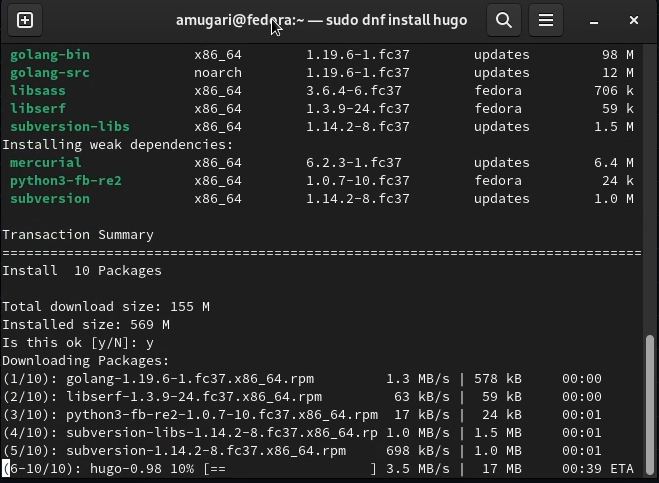 amugari@fedora:~ — sudo dnf install hugo
golang-bin x86_64 1.19.6-1.fc37 updates 98 M
golang-src noarch 1.19.6-1.fc37 updates 12 M
libsass x86_64 3.6.4-6.fc37 fedora 706 k
libserf x86_64 1.3.9-24.fc37 fedora 59 k
subversion-libs x86_64 1.14.2-8.fc37 updates 1.5 M
Installing weak dependencies:
mercurial x86_64 6.2.3-1.fc37 updates 6.4 M
python3-fb-re2 x86_64 1.0.7-10.fc37 fedora 24 k
subversion x86_64 1.14.2-8.fc37 updates 1.0 M
Transaction Summary
================================================================================
Install 10 Packages
Total download size: 155 M
Installed size: 569 M
Is this ok [y/N]: y
Downloading Packages:
(1/10): golang-1.19.6-1.fc37.x86_64.rpm 1.3 MB/s | 578 kB 00:00
(2/10): libserf-1.3.9-24.fc37.x86_64.rpm 63 kB/s | 59 kB 00:00
(3/10): python3-fb-re2-1.0.7-10.fc37.x86_64.rpm 17 kB/s | 24 kB 00:01
(4/10): subversion-libs-1.14.2-8.fc37.x86_64.rp 1.0 MB/s | 1.5 MB 00:01
(5/10): subversion-1.14.2-8.fc37.x86_64.rpm 698 kB/s | 1.0 MB 00:01
(6-10/10): hugo-0.98 10% [== ] 3.5 MB/s | 17 MB 00:39 ETA